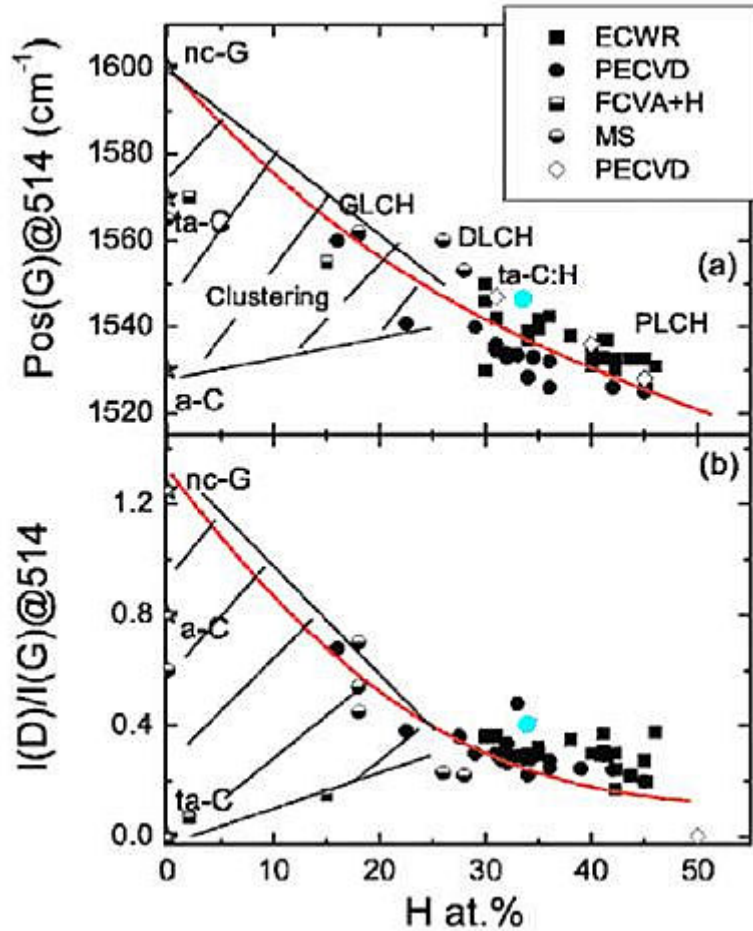 ECWR
PECVD
FCVA+H
MS
PECVD
Pos(G)@514 (cm⁻¹)
1600
1580
1560
1540
1520
nc-G
ta-C
GLCH
DLCH
ta-C:H
Clustering
PLCH
a-C
(a)
I(D)/I(G)@514
1.2
0.8
0.4
0.0
nc-G
(b)
a-C
ta-C
0 10 20 30 40 50
H at.%